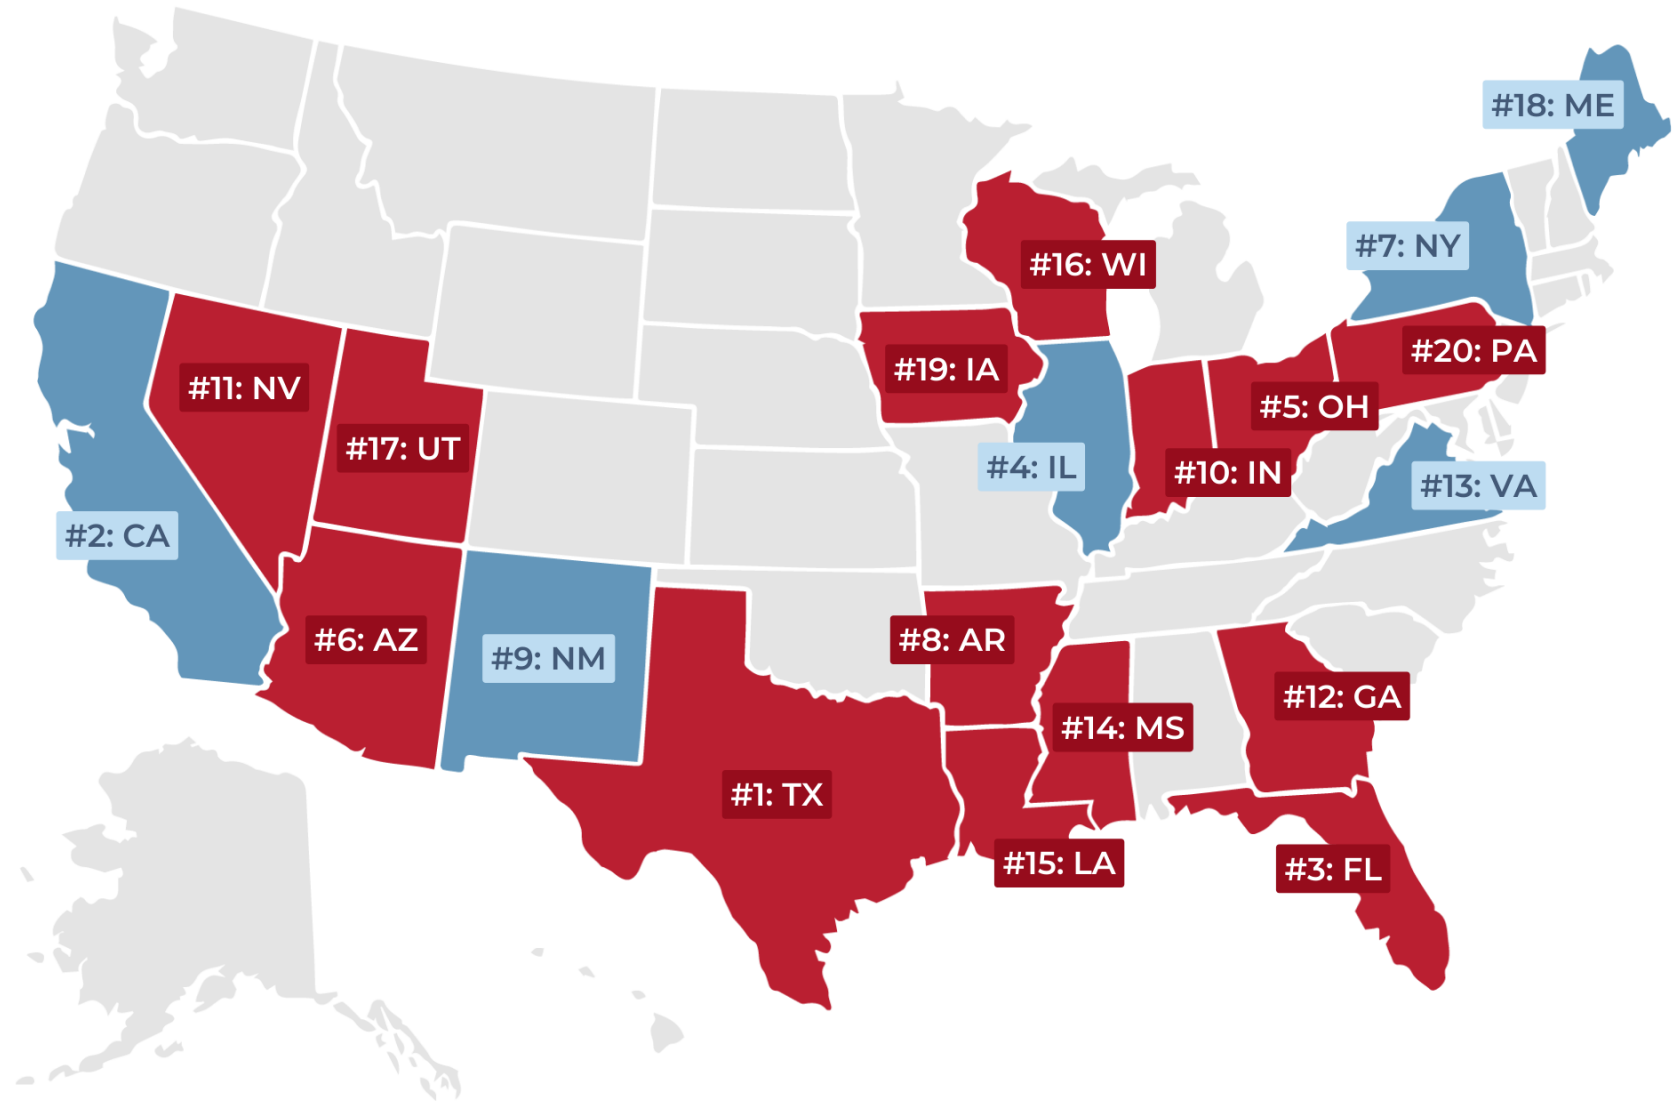 #18: ME
#7: NY
#16: WI
#20: PA
#19: IA
#11: NV
#5: OH
#17: UT
#4: IL
#10: IN
#13: VA
#2: CA
#6: AZ
#8: AR
#9: NM
#12: GA
#14: MS
#1: TX
#15: LA
#3: FL